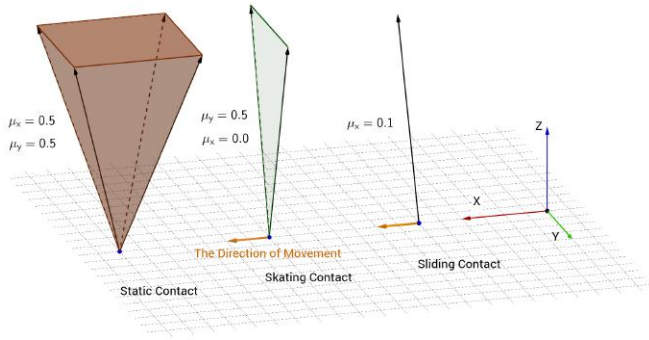 μx = 0.5
μy = 0.5
μy = 0.5
μx = 0.0
μx = 0.1
Z
X
Y
The Direction of Movement
Static Contact
Skating Contact
Sliding Contact